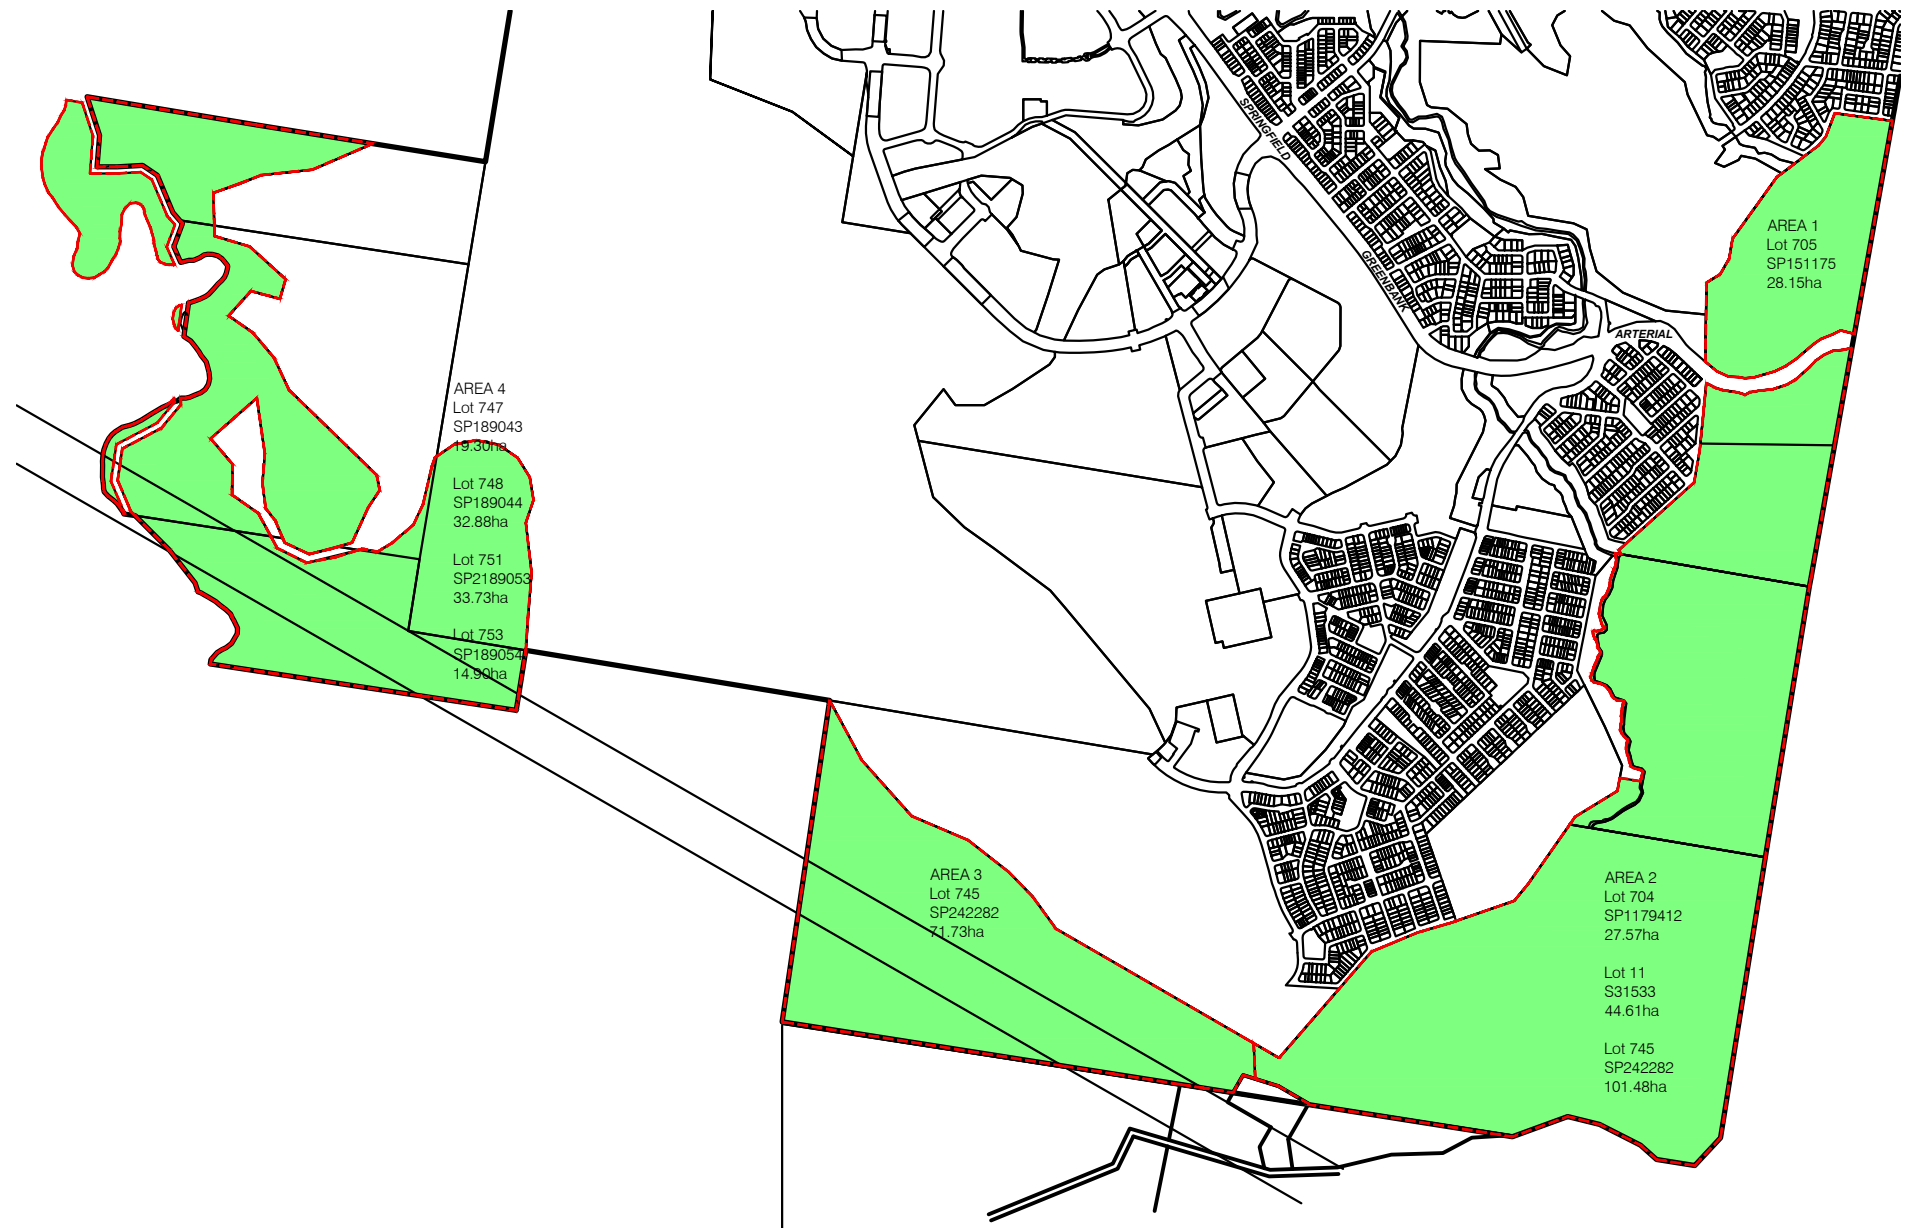 SPRINGFIELD
GREENBANK
ARTERIAL
AREA 1
Lot 705
SP151175
28.15ha
AREA 4
Lot 747
SP189043
19.30ha
Lot 748
SP189044
32.88ha
Lot 751
SP2189053
33.73ha
Lot 753
SP189054
14.90ha
AREA 3
Lot 745
SP242282
71.73ha
AREA 2
Lot 704
SP1179412
27.57ha
Lot 11
S31533
44.61ha
Lot 745
SP242282
101.48ha